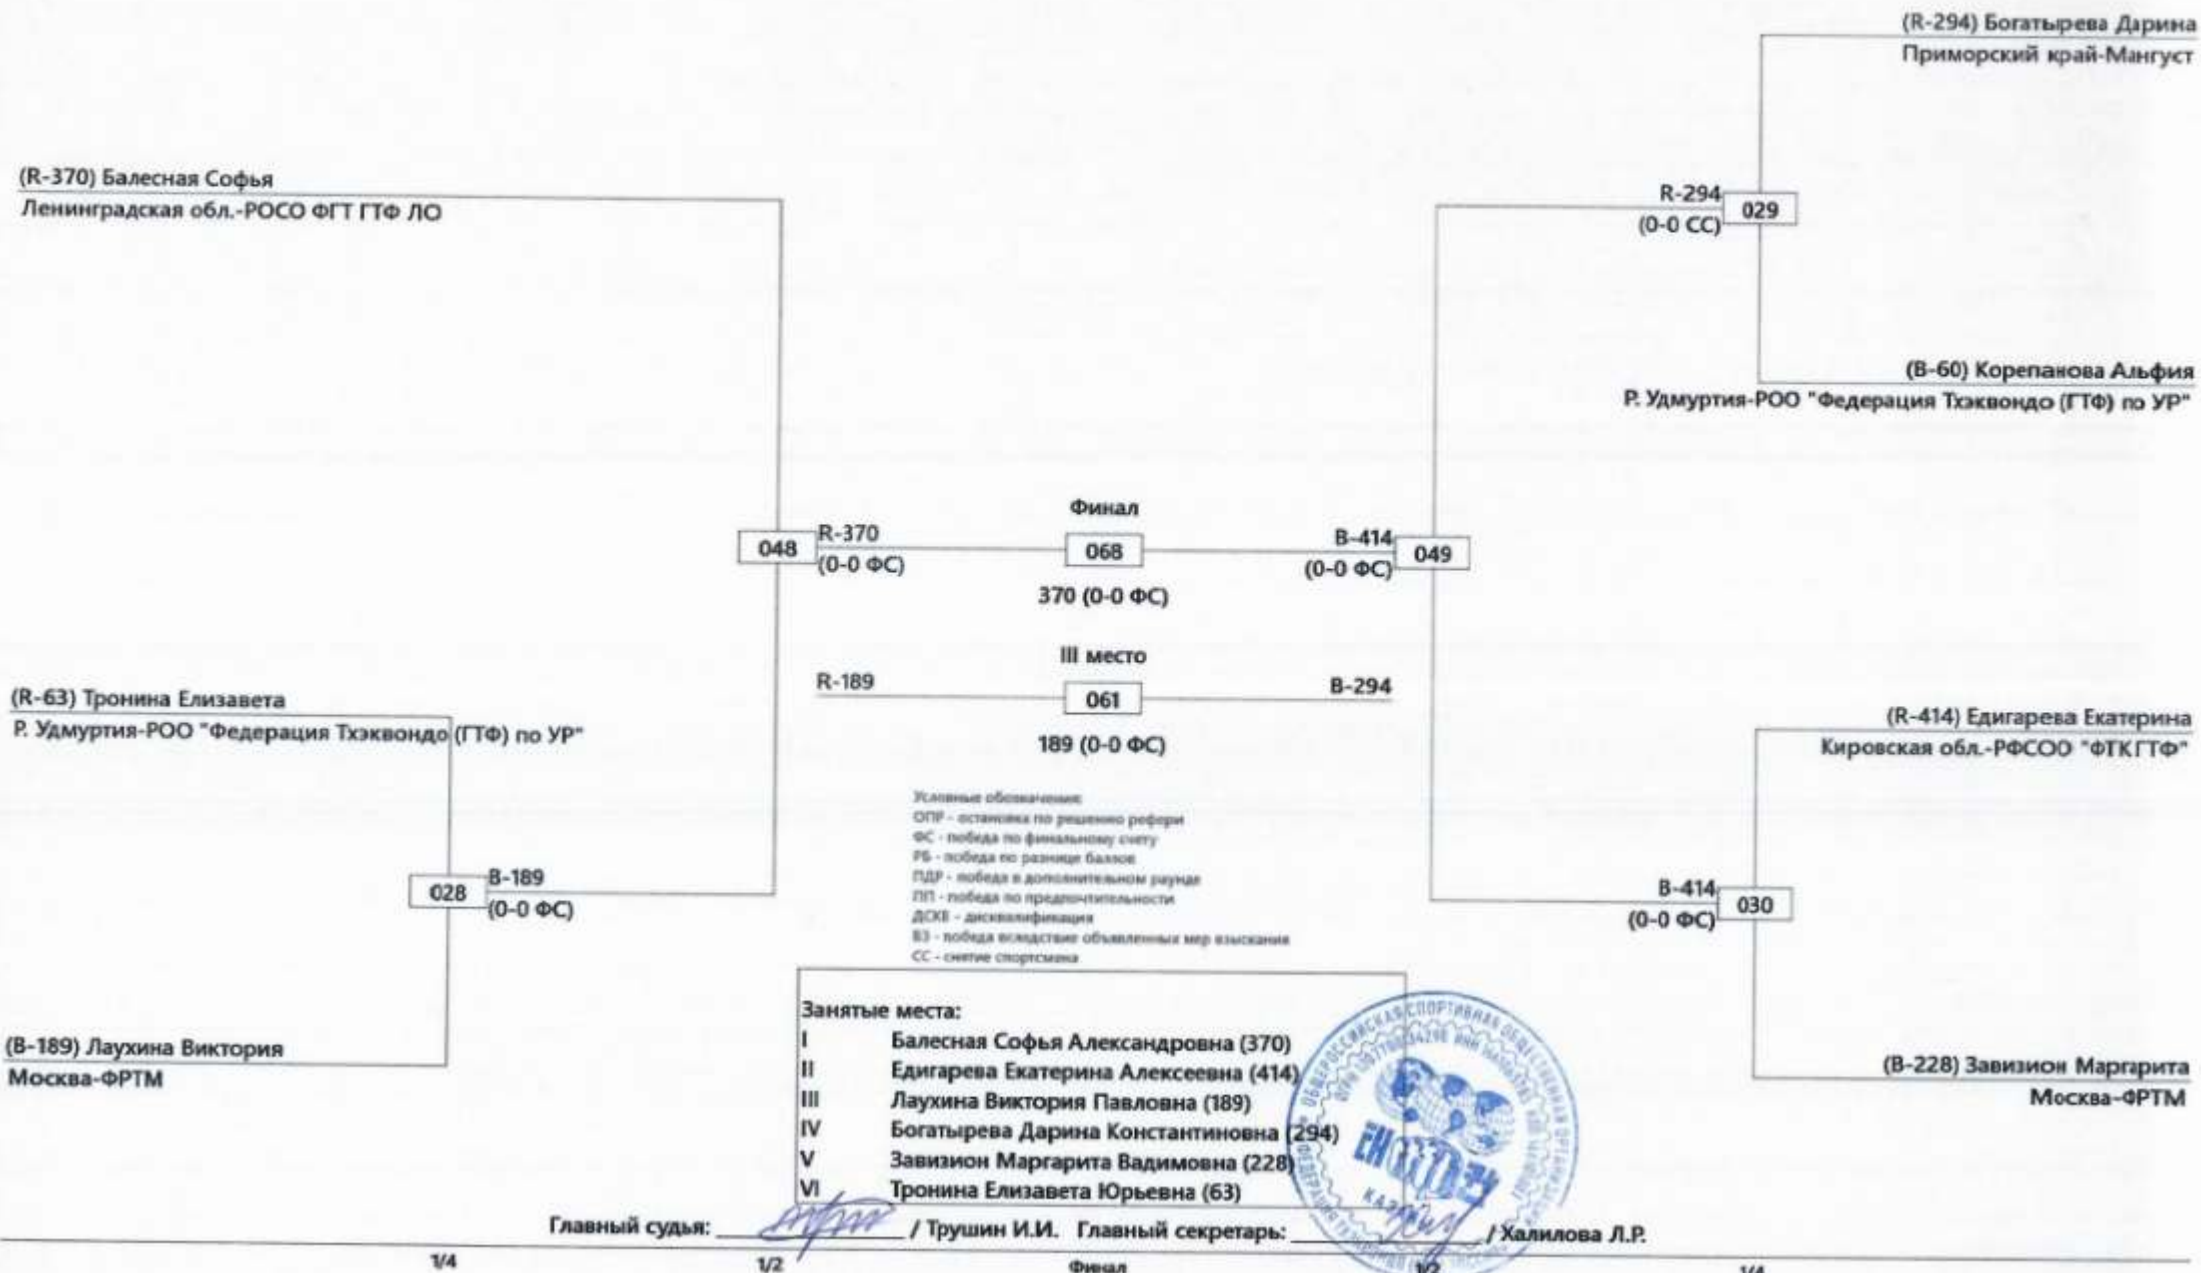 (R-294) Богатырева Дарина
Приморский край-Мангуст
(R-370) Балесная Софья
Ленинградская обл.-РОСО ФГТ ГТФ ЛО
R-294
029
(0-0 СС)
(B-60) Корепанова Альфия
Р. Удмуртия-РОО "Федерация Тхэквондо (ГТФ) по УР"
Финал
048
R-370
(0-0 ФС)
068
B-414
(0-0 ФС)
049
370 (0-0 ФС)
III место
R-189
061
B-294
189 (0-0 ФС)
(R-63) Тронина Елизавета
Р. Удмуртия-РОО "Федерация Тхэквондо (ГТФ) по УР"
(R-414) Едигарева Екатерина
Кировская обл.-РФСОО "ФТКГТФ"
Условные обозначения:
ОПР - остановка по решению рефери
ФС - победа по финальному счету
РБ - победа по разнице баллов
ПДР - победа в дополнительном раунде
ПП - победа по предпочтительности
ДСКВ - дисквалификация
ВЗ - победа вследствие объявленных мер взыскания
СС - снятие спортсмена
028
B-189
(0-0 ФС)
B-414
(0-0 ФС)
030
(B-189) Лаухина Виктория
Москва-ФРТМ
(B-228) Завизион Маргарита
Москва-ФРТМ
Занятые места:
I Балесная Софья Александровна (370)
II Едигарева Екатерина Алексеевна (414)
III Лаухина Виктория Павловна (189)
IV Богатырева Дарина Константиновна (294)
V Завизион Маргарита Вадимовна (228)
VI Тронина Елизавета Юрьевна (63)
ОБЩЕРОССИЙСКАЯ СПОРТИВНАЯ ОБЩЕСТВЕННАЯ
Главный судья: / Трушин И.И. Главный секретарь: / Халилова Л.Р.
1/4 1/2 Финал 1/2 1/4